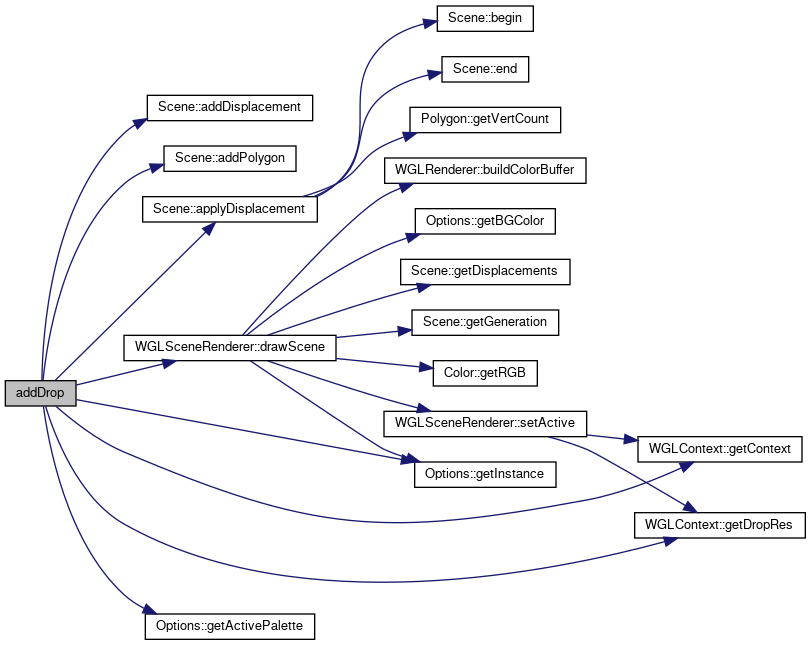 Scene::begin
Scene::end
Scene::addDisplacement
Polygon::getVertCount
Scene::addPolygon
WGLRenderer::buildColorBuffer
Scene::applyDisplacement
Options::getBGColor
Scene::getDisplacements
Scene::getGeneration
WGLSceneRenderer::drawScene
Color::getRGB
addDrop
WGLSceneRenderer::setActive
WGLContext::getContext
Options::getInstance
WGLContext::getDropRes
Options::getActivePalette